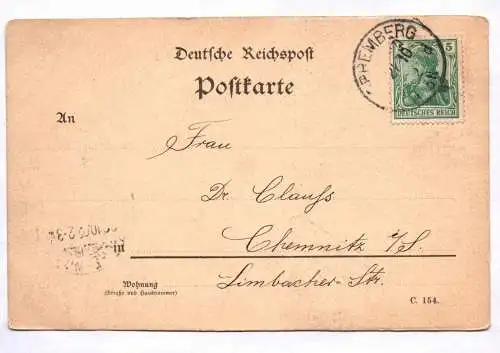 Deutsche Reichspost
Postkarte
SPREMBERG
5
DEUTSCHES REICH
An
Frau
Dr. Clauss
in Chemnitz i/S.
Limbacher-Str.
Wohnung
(Straße und Hausnummer)
C. 154.